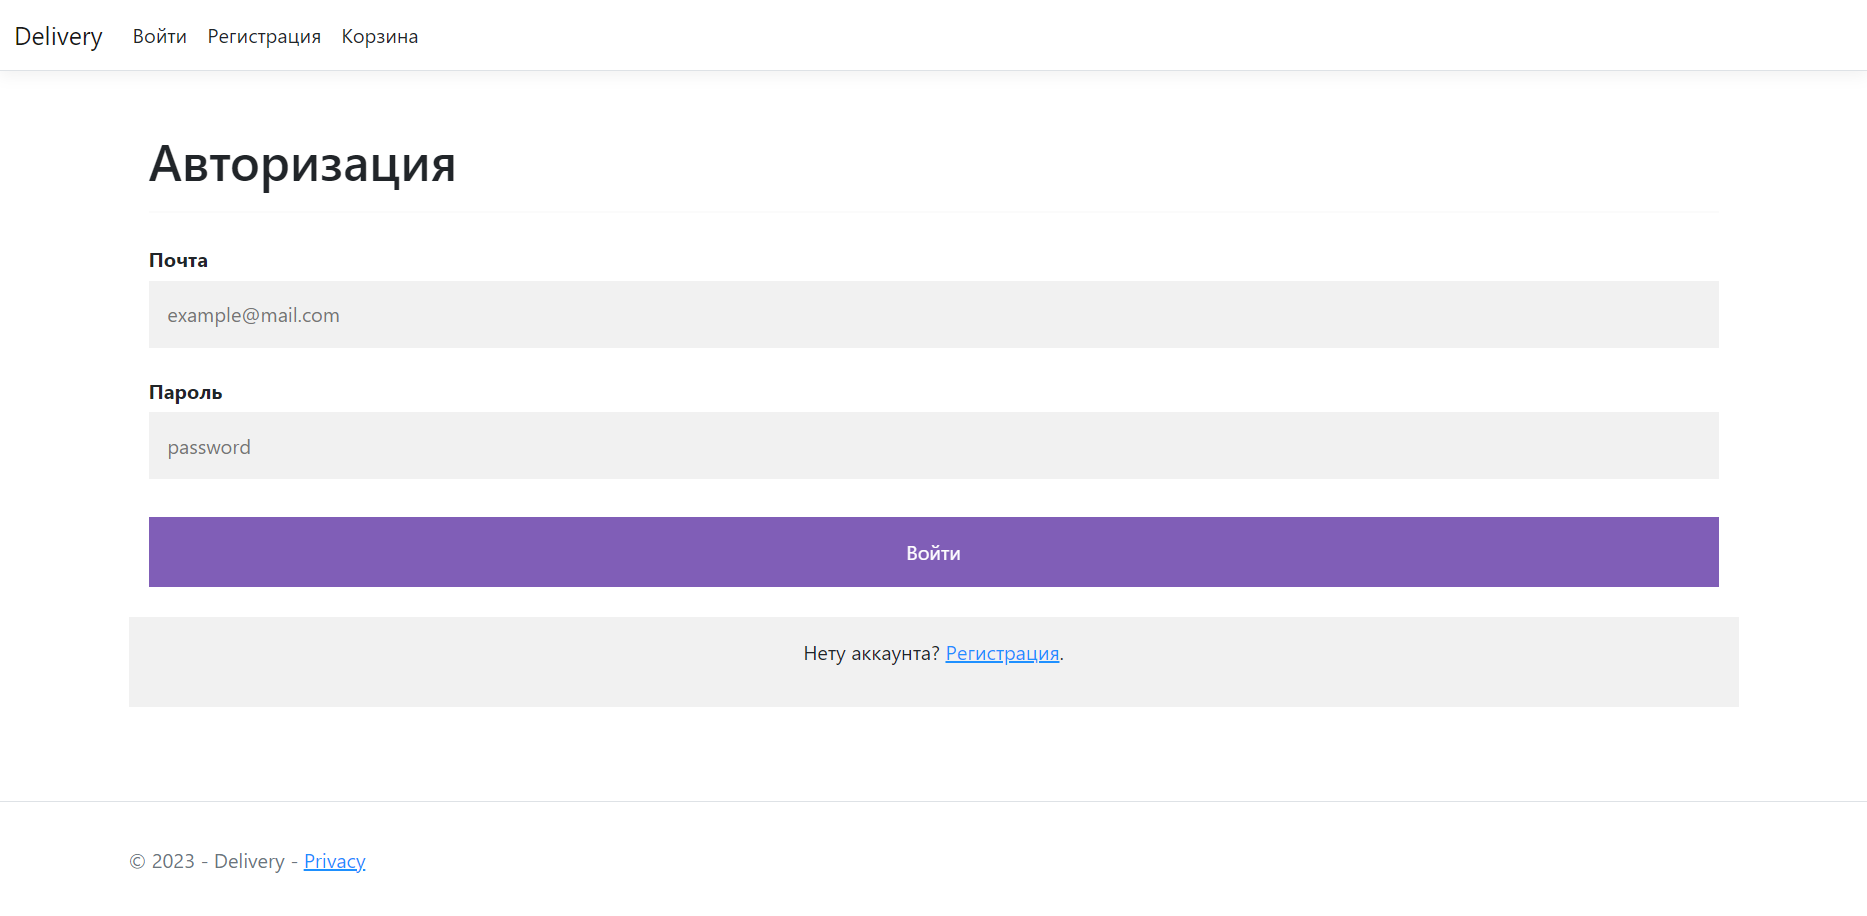 Delivery Войти Регистрация Корзина
Авторизация
Почта
example@mail.com
Пароль
password
Войти
Нету аккаунта? Регистрация.
© 2023 - Delivery - Privacy